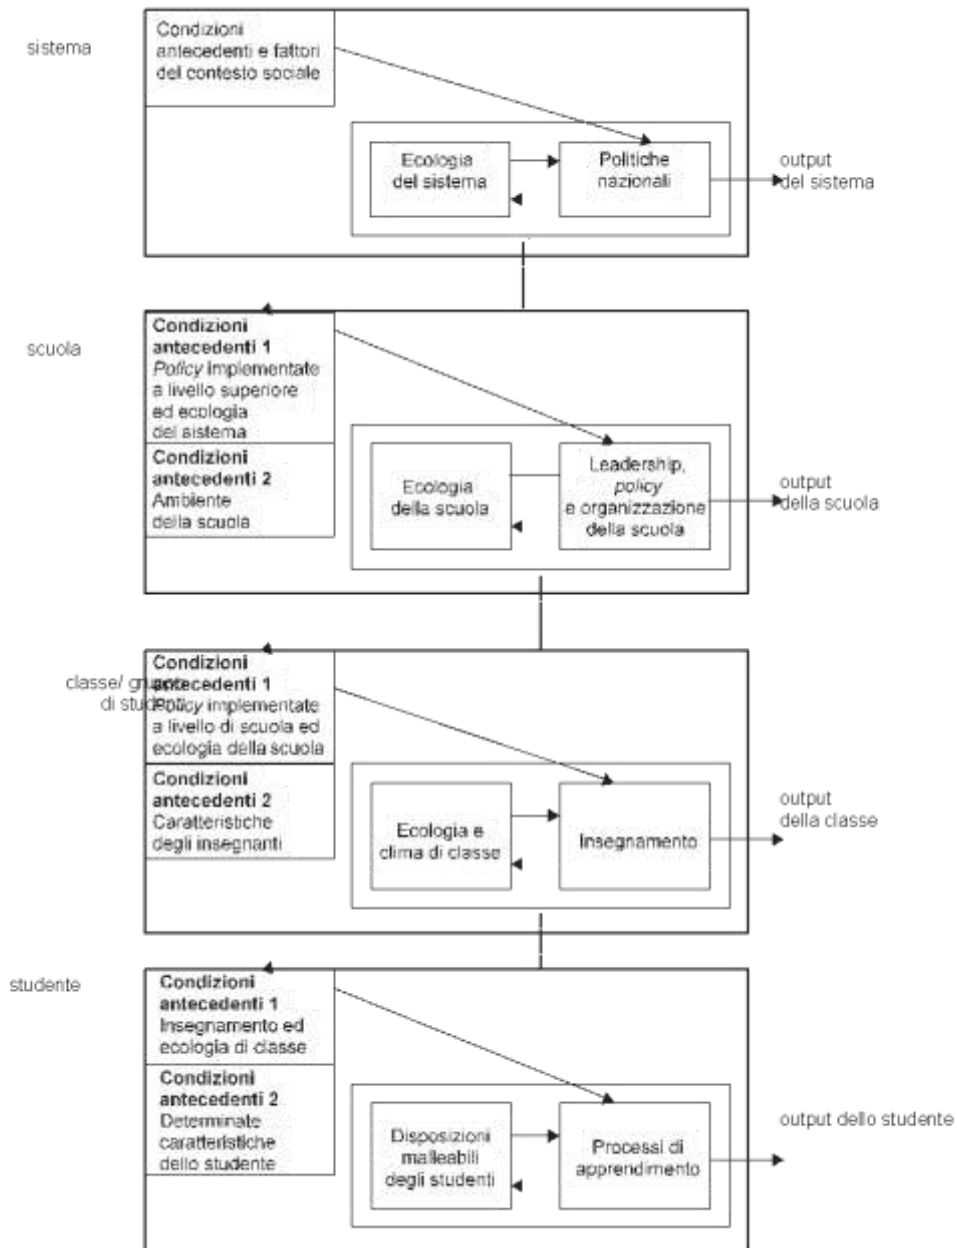 sistema
Condizioni
antecedenti e fattori
del contesto sociale
Ecologia
del sistema
Politiche
nazionali
output
del sistema
scuola
Condizioni
antecedenti 1
Policy implementate
a livello superiore
ed ecologia
del sistema
Condizioni
antecedenti 2
Ambiente
della scuola
Ecologia
della scuola
Leadership,
policy
e organizzazione
della scuola
output
della scuola
classe/ gruppo
di studenti
Condizioni
antecedenti 1
Policy implementate
a livello di scuola ed
ecologia della scuola
Condizioni
antecedenti 2
Caratteristiche
degli insegnanti
Ecologia e
clima di classe
Insegnamento
output
della classe
studente
Condizioni
antecedenti 1
Insegnamento ed
ecologia di classe
Condizioni
antecedenti 2
Determinate
caratteristiche
dello studente
Disposizioni
malleabili
degli studenti
Processi di
apprendimento
output dello studente